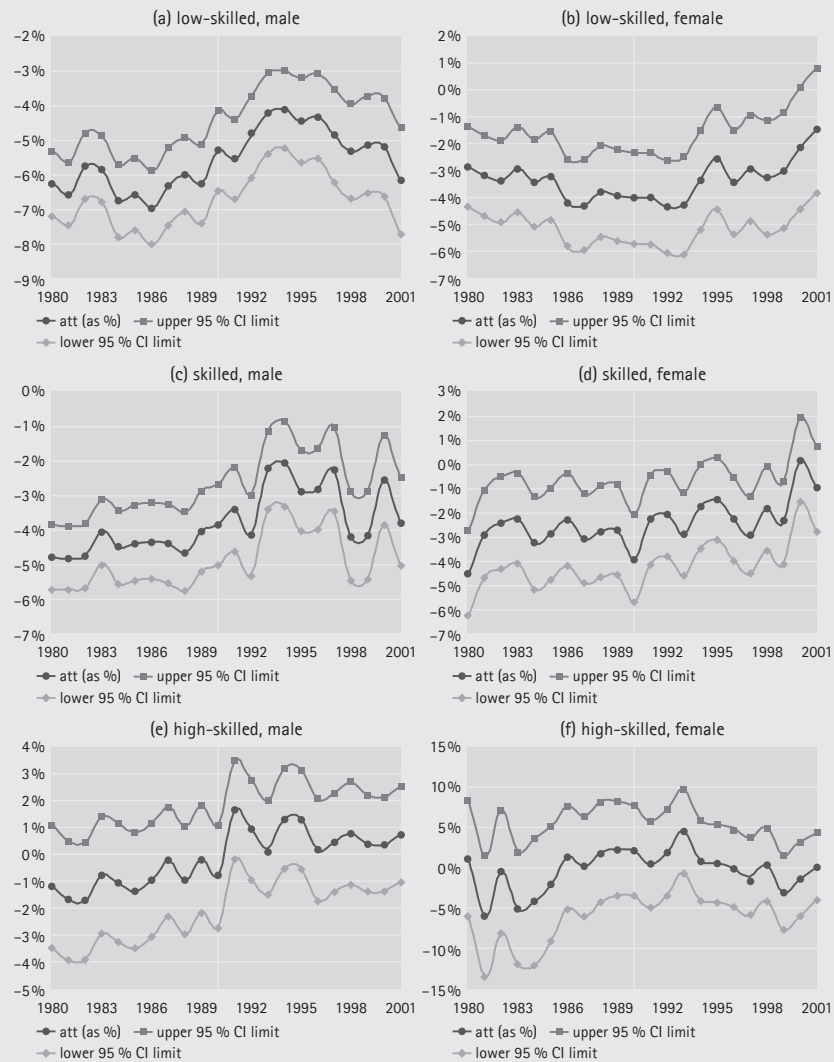 (a) low-skilled, male
−2%
−3%
−4%
−5%
−6%
−7%
−8%
−9%
1980 1983 1986 1989 1992 1995 1998 2001
att (as %) upper 95 % CI limit
lower 95 % CI limit
(b) low-skilled, female
2%
1%
0%
−1%
−2%
−3%
−4%
−5%
−6%
−7%
1980 1983 1986 1989 1992 1995 1998 2001
att (as %) upper 95 % CI limit
lower 95 % CI limit
(c) skilled, male
0%
−1%
−2%
−3%
−4%
−5%
−6%
−7%
1980 1983 1986 1989 1992 1995 1998 2001
att (as %) upper 95 % CI limit
lower 95 % CI limit
(d) skilled, female
3%
2%
1%
0%
−1%
−2%
−3%
−4%
−5%
−6%
−7%
1980 1983 1986 1989 1992 1995 1998 2001
att (as %) upper 95 % CI limit
lower 95 % CI limit
(e) high-skilled, male
4%
3%
2%
1%
0%
−1%
−2%
−3%
−4%
−5%
1980 1983 1986 1989 1992 1995 1998 2001
att (as %) upper 95 % CI limit
lower 95 % CI limit
(f) high-skilled, female
15%
10%
5%
0%
−5%
−10%
−15%
1980 1983 1986 1989 1992 1995 1998 2001
att (as %) upper 95 % CI limit
lower 95 % CI limit